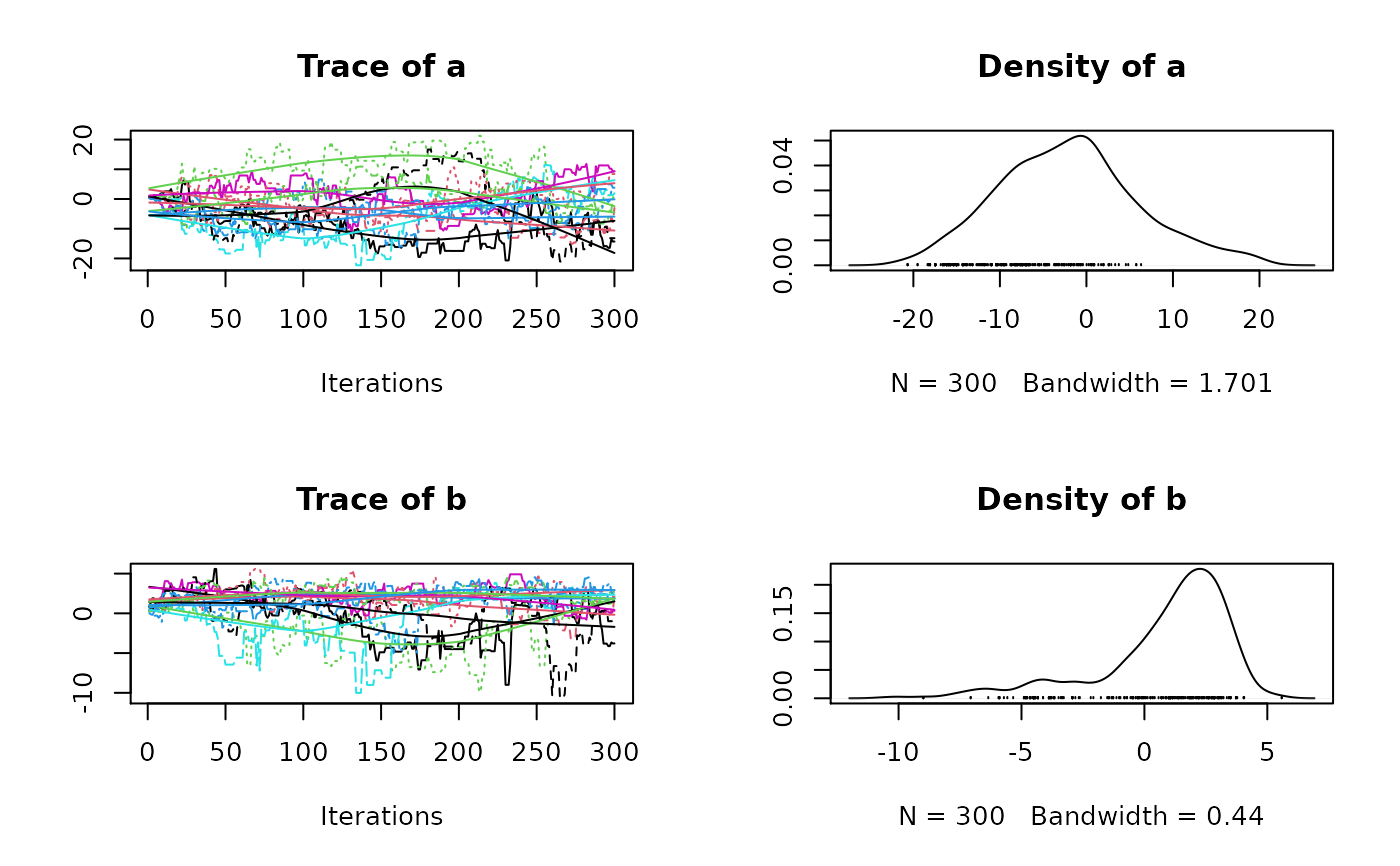 Trace of a
20
0
-20
0 50 100 150 200 250 300
Iterations
Density of a
0.04
0.00
-20 -10 0 10 20
N = 300 Bandwidth = 1.701
Trace of b
0
-10
0 50 100 150 200 250 300
Iterations
Density of b
0.15
0.00
-10 -5 0 5
N = 300 Bandwidth = 0.44